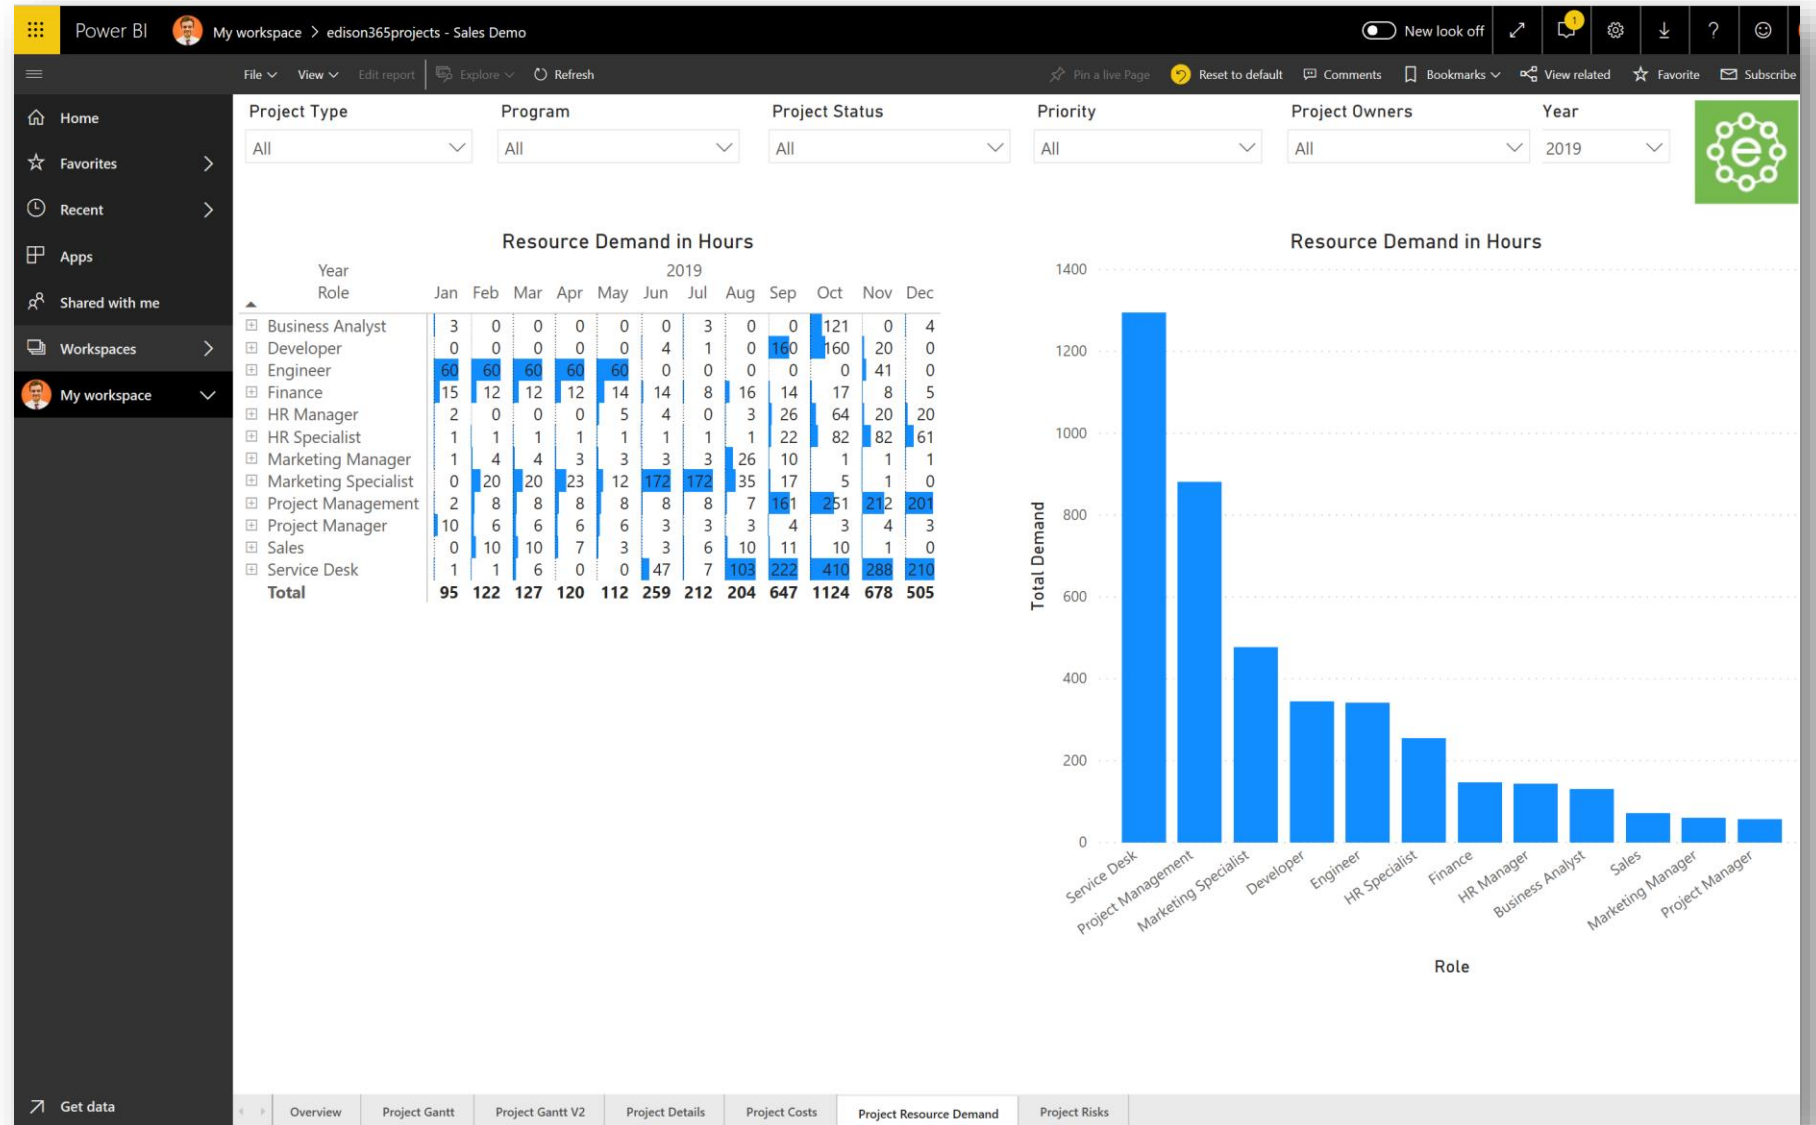 Power BI My workspace > edison365projects - Sales Demo New look off 1 ?
File View Edit report Explore Refresh Pin a live Page Reset to default Comments Bookmarks View related Favorite Subscribe
Home
Favorites
Recent
Apps
Shared with me
Workspaces
My workspace
Get data
Project Type Program Project Status Priority Project Owners Year
All All All All All 2019
e
Resource Demand in Hours
Year 2019
Role Jan Feb Mar Apr May Jun Jul Aug Sep Oct Nov Dec
Business Analyst 3 0 0 0 0 0 3 0 0 121 0 4
Developer 0 0 0 0 0 4 1 0 160 160 20 0
Engineer 60 60 60 60 60 0 0 0 0 0 41 0
Finance 15 12 12 12 14 14 8 16 14 17 8 5
HR Manager 2 0 0 0 5 4 0 3 26 64 20 20
HR Specialist 1 1 1 1 1 1 1 1 22 82 82 61
Marketing Manager 1 4 4 3 3 3 3 26 10 1 1 1
Marketing Specialist 0 20 20 23 12 172 172 35 17 5 1 0
Project Management 2 8 8 8 8 8 8 7 161 251 212 201
Project Manager 10 6 6 6 6 3 3 3 4 3 4 3
Sales 0 10 10 7 3 3 6 10 11 10 1 0
Service Desk 1 1 6 0 0 47 7 103 222 410 288 210
Total 95 122 127 120 112 259 212 204 647 1124 678 505
Resource Demand in Hours
1400
1200
1000
800
600
400
200
0
Total Demand
Service Desk
Project Management
Marketing Specialist
Developer
Engineer
HR Specialist
Finance
HR Manager
Business Analyst
Sales
Marketing Manager
Project Manager
Role
Overview Project Gantt Project Gantt V2 Project Details Project Costs Project Resource Demand Project Risks